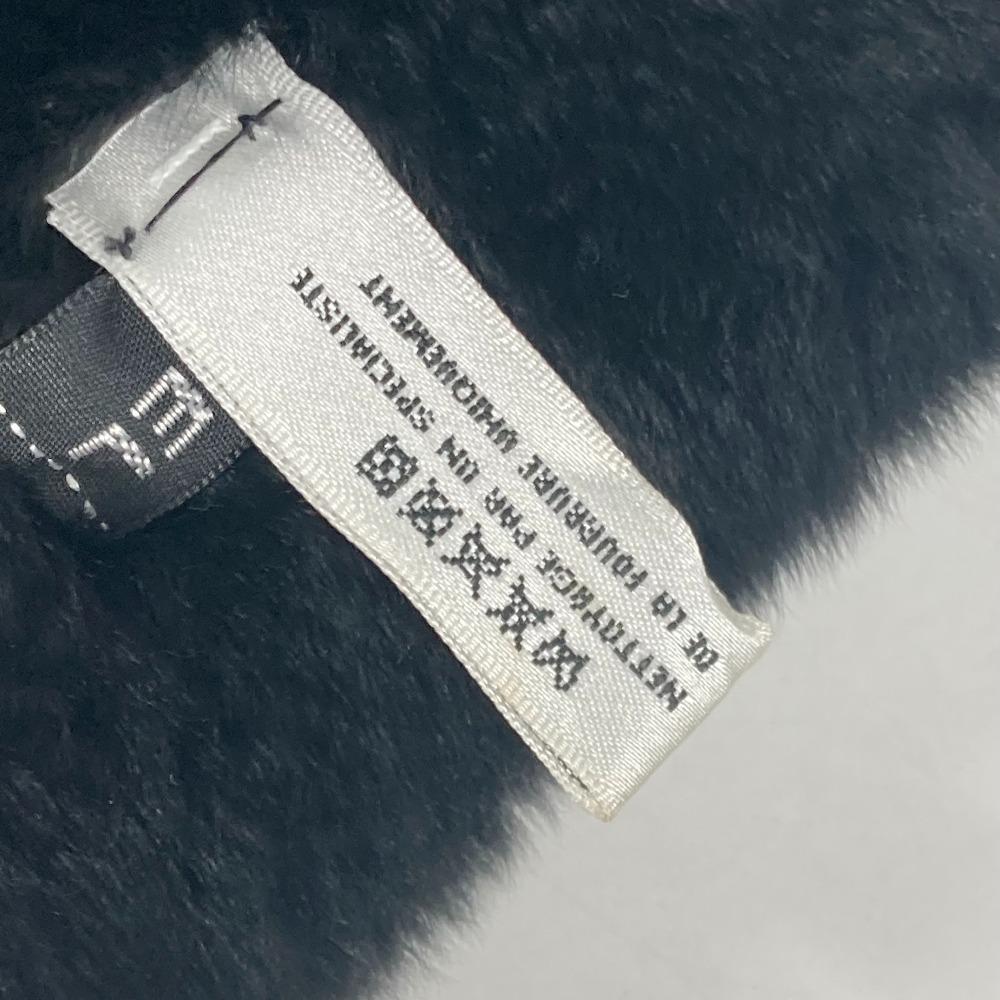 NETTOYAGE PAR UN SPECIALISTE
DE LA FOURRURE UNIQUEMENT